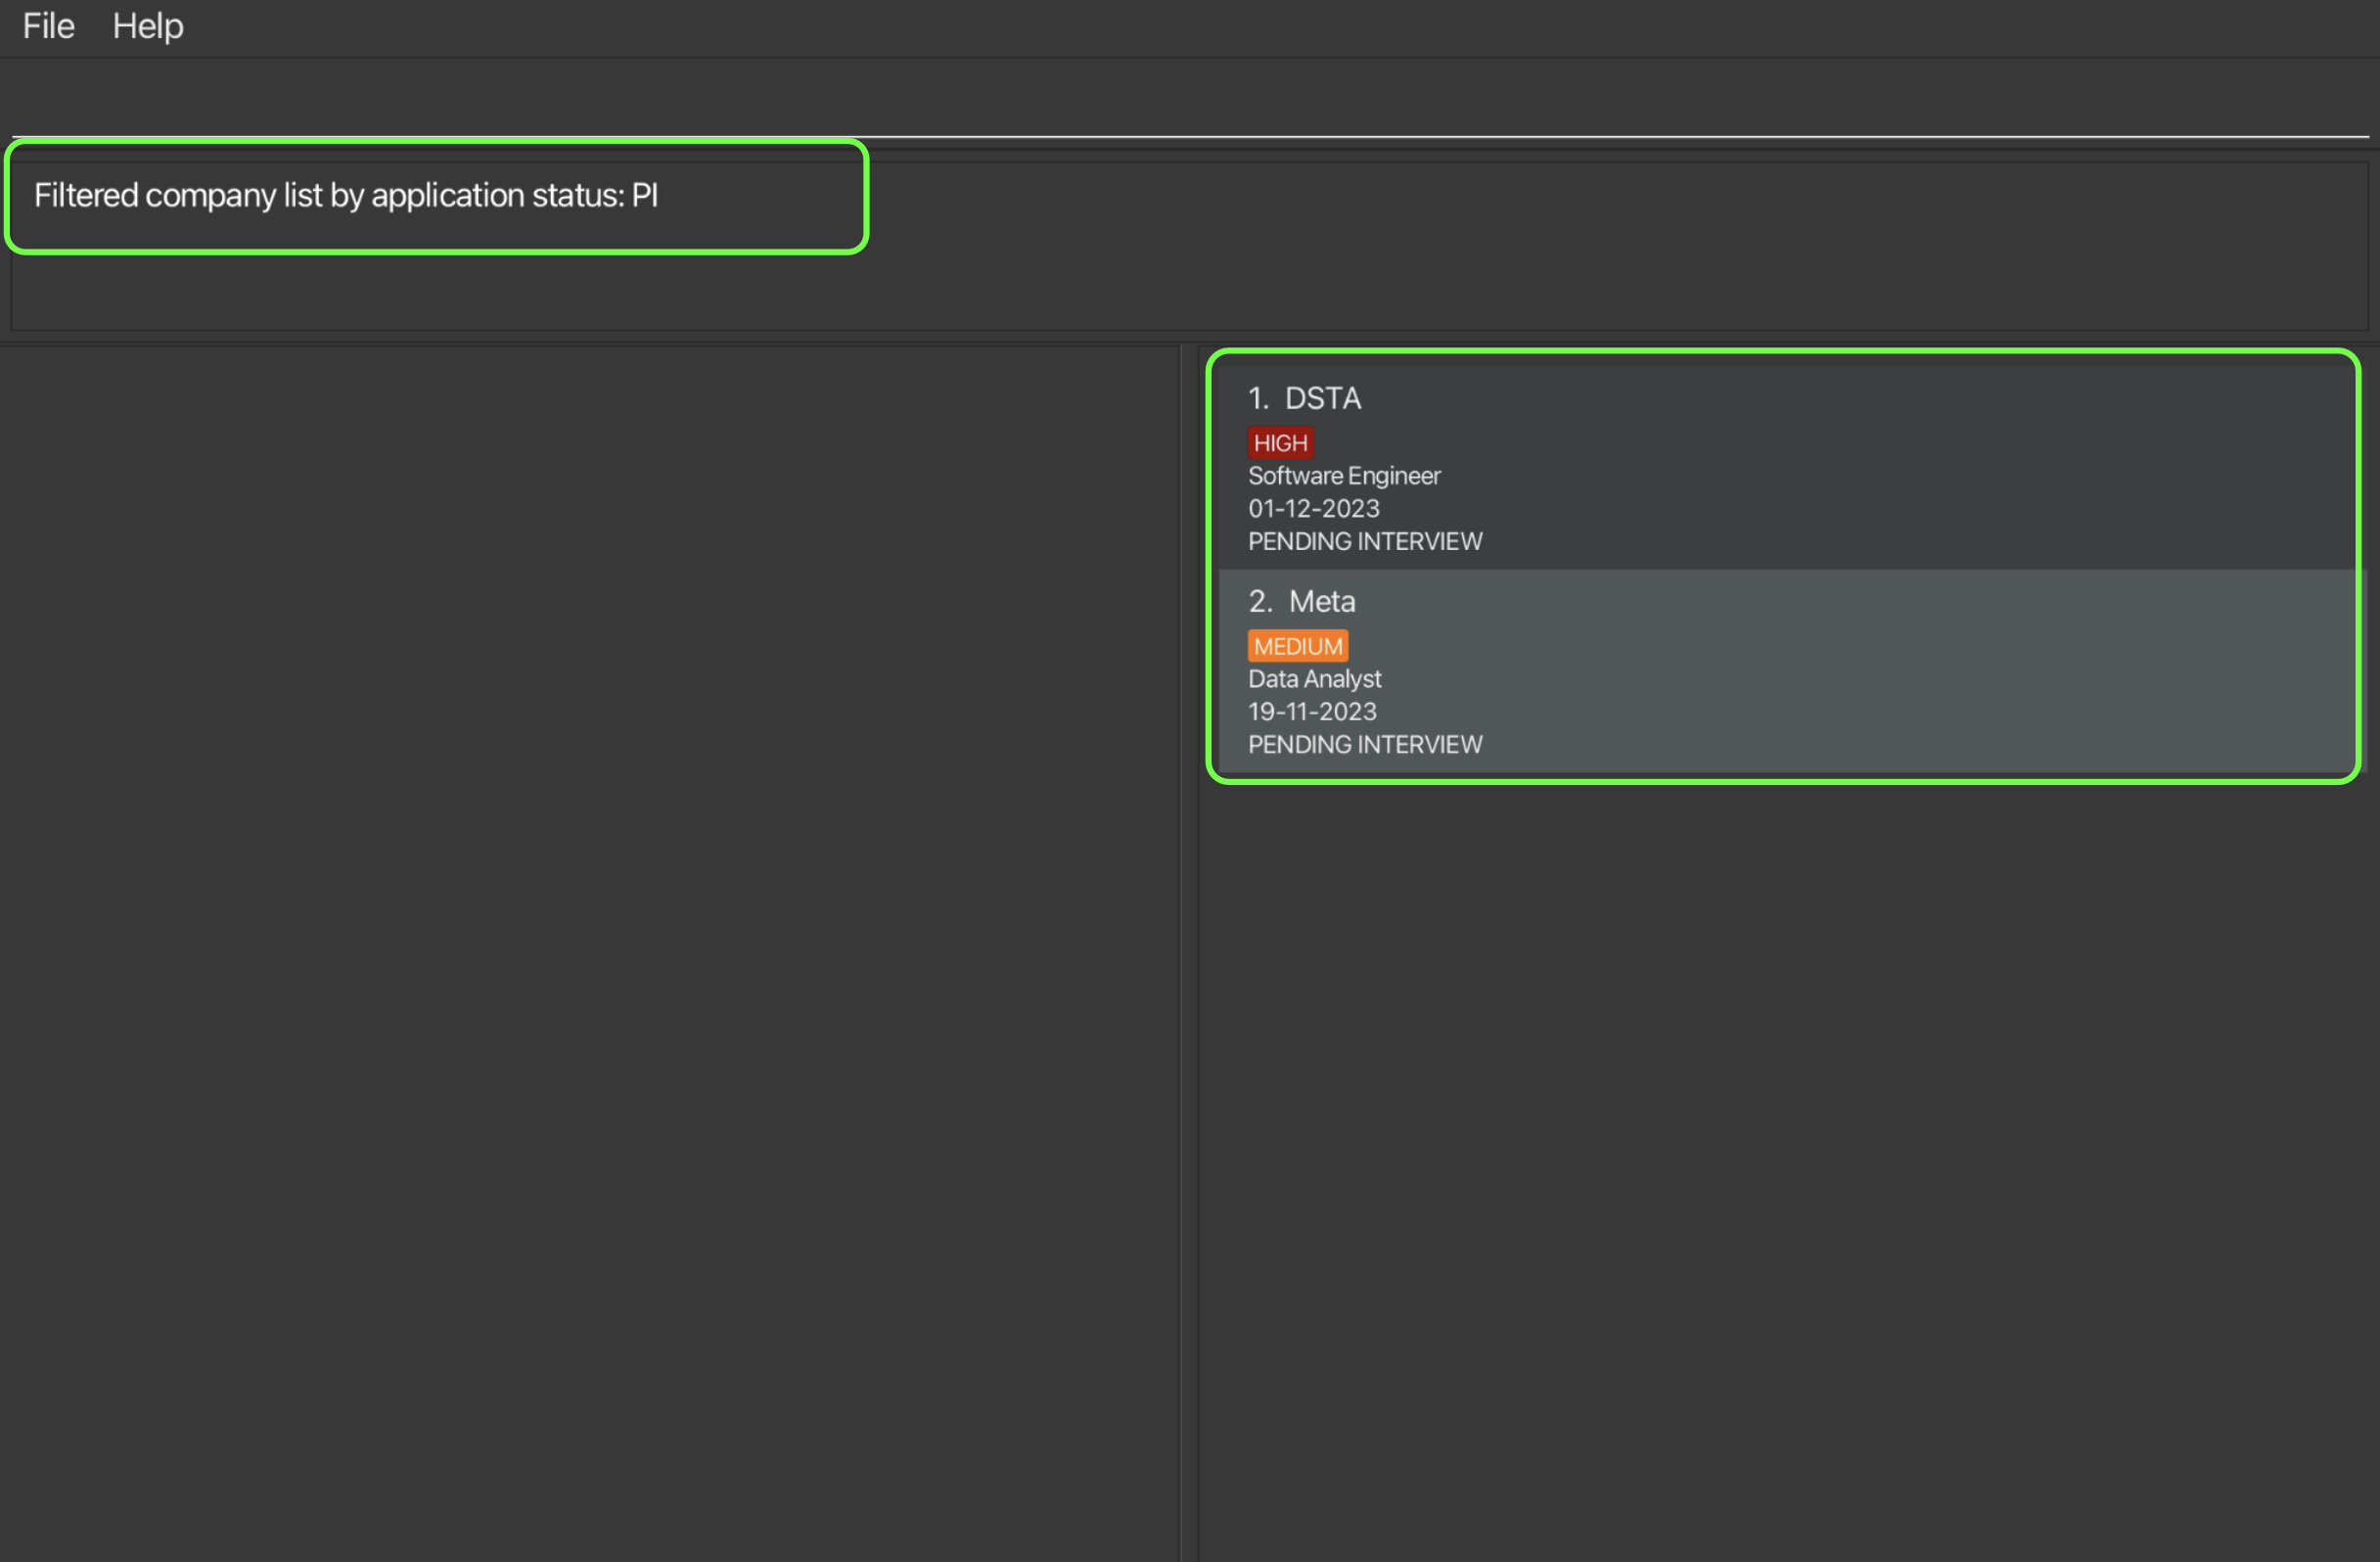 File Help
Filtered company list by application status: PI
1. DSTA
HIGH
Software Engineer
01-12-2023
PENDING INTERVIEW
2. Meta
MEDIUM
Data Analyst
19-11-2023
PENDING INTERVIEW